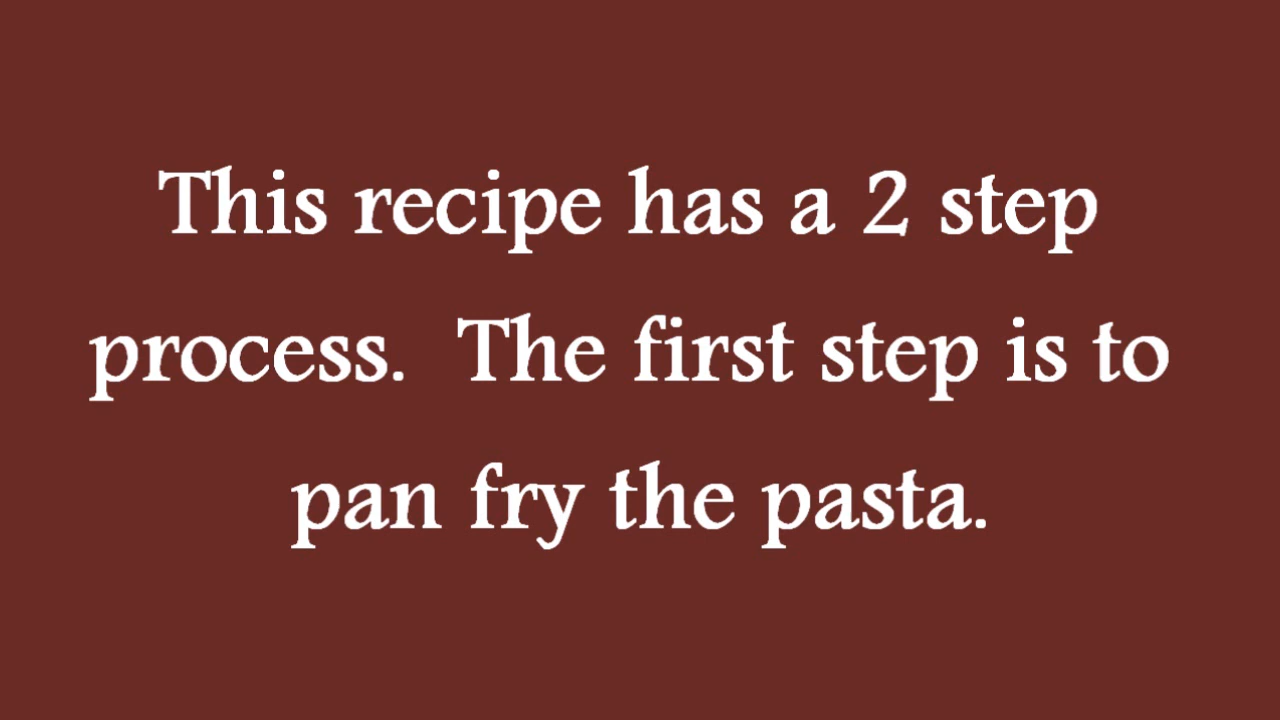 This recipe has a 2 step
process.  The first step is to
pan fry the pasta.